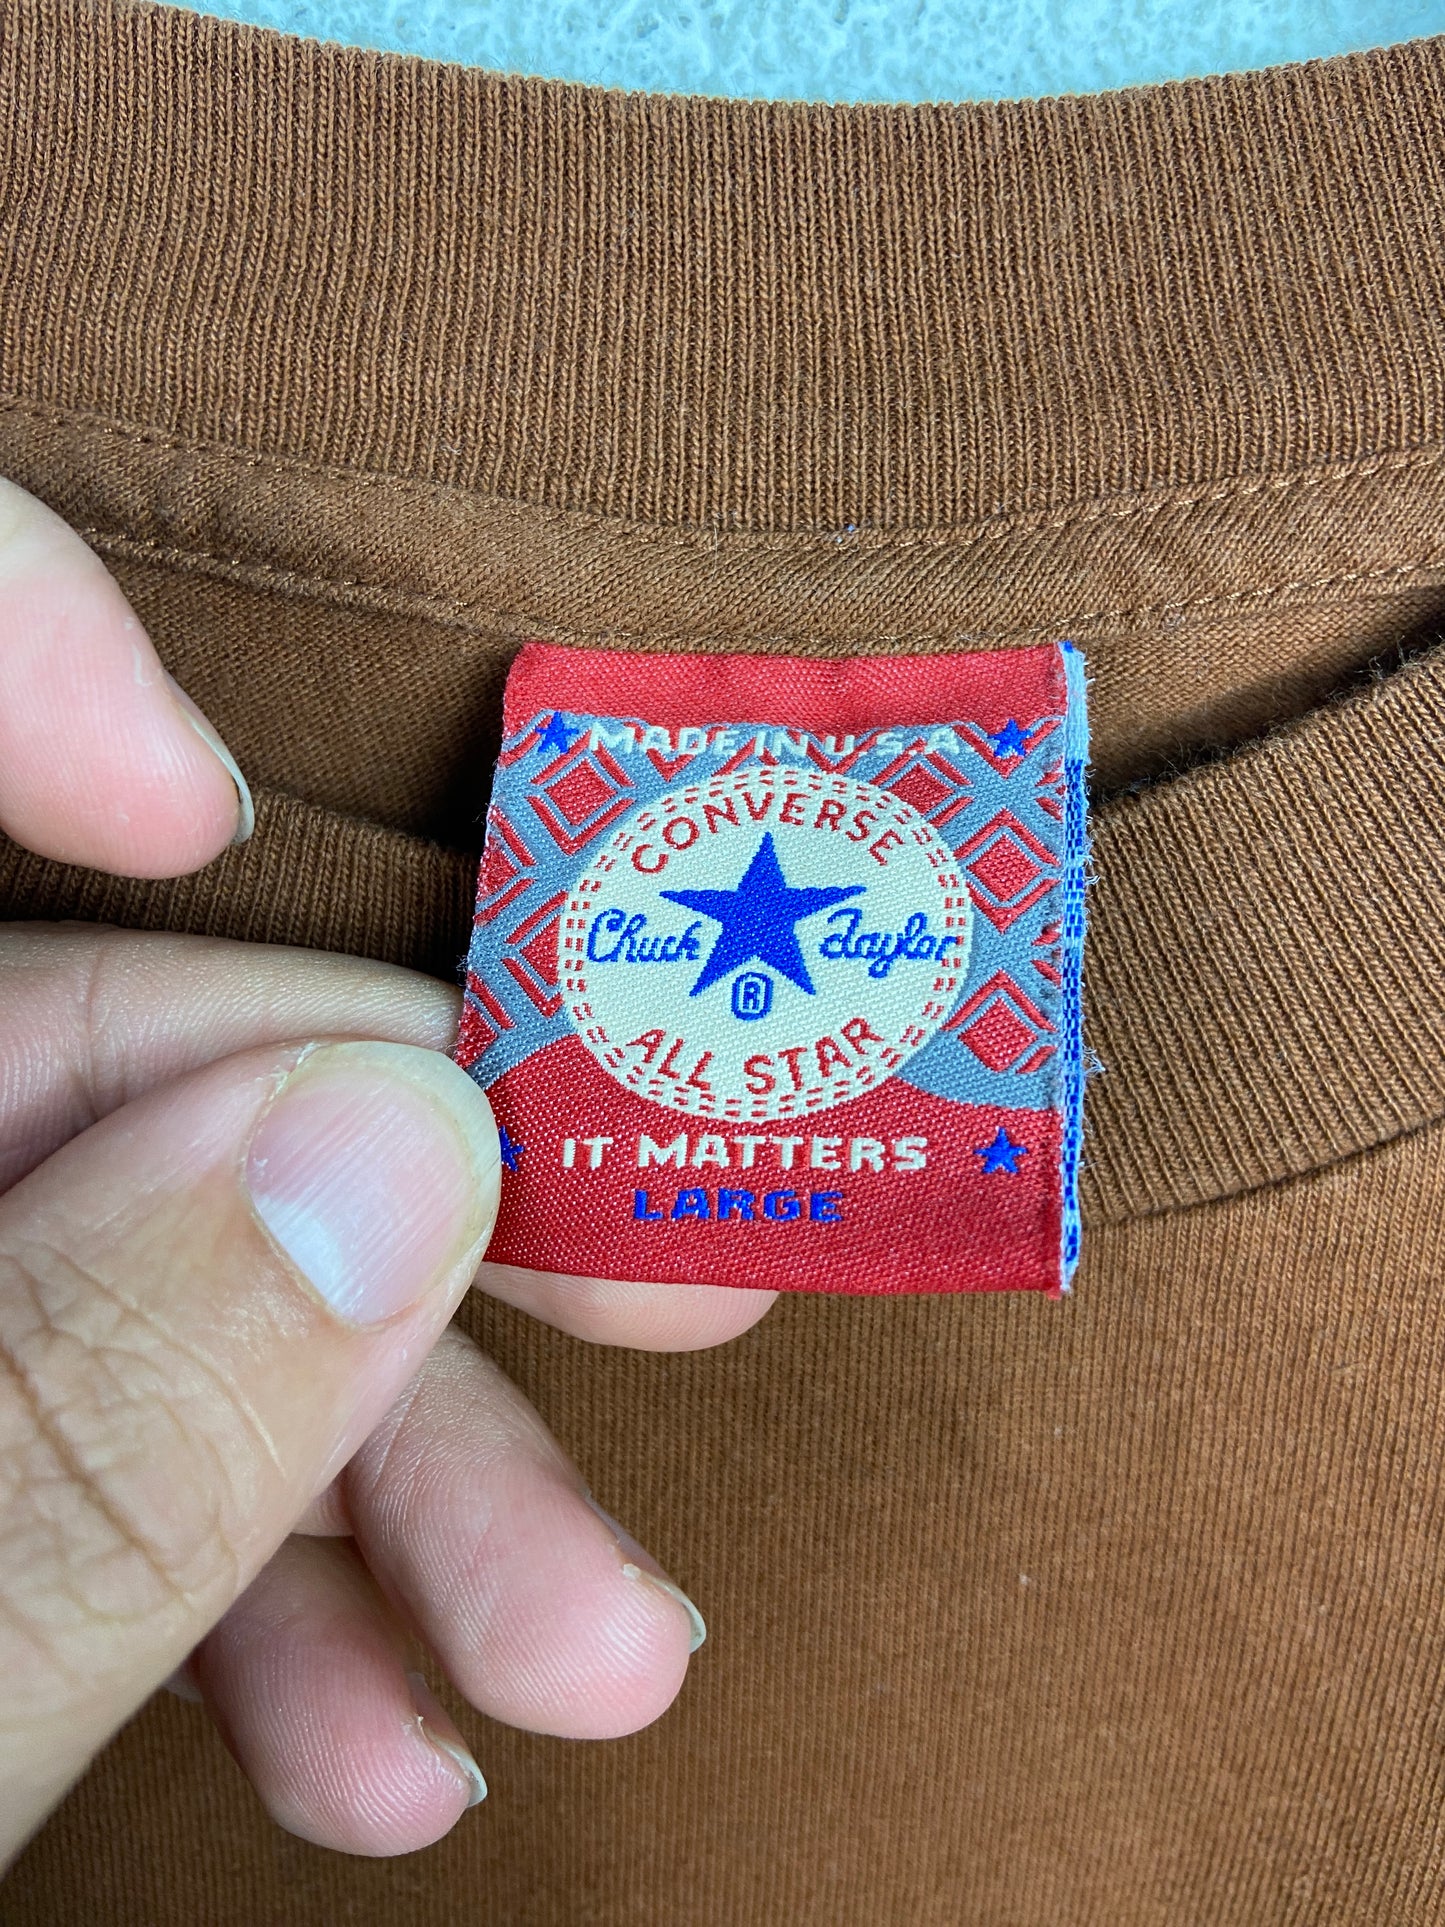 MADE IN U.S.A.
CONVERSE
Chuck Taylor
®
ALL STAR
IT MATTERS
LARGE